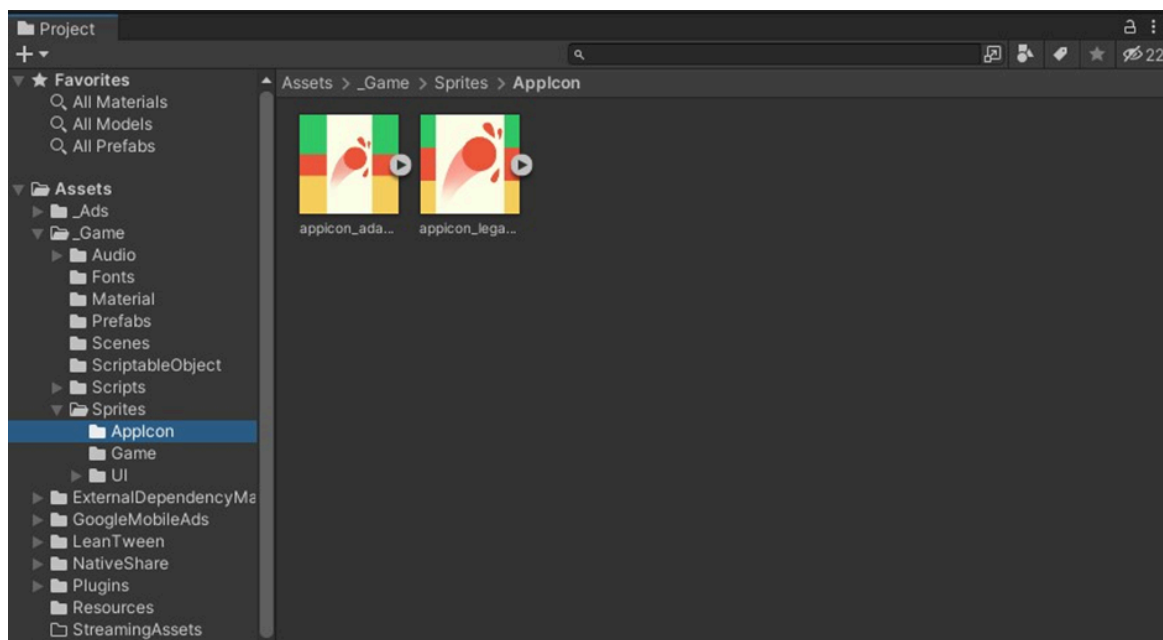 Project
22
Favorites
All Materials
All Models
All Prefabs
Assets
_Ads
_Game
Audio
Fonts
Material
Prefabs
Scenes
ScriptableObject
Scripts
Sprites
AppIcon
Game
UI
ExternalDependencyMa
GoogleMobileAds
LeanTween
NativeShare
Plugins
Resources
StreamingAssets
Assets > _Game > Sprites > AppIcon
appicon_ada... appicon_lega...